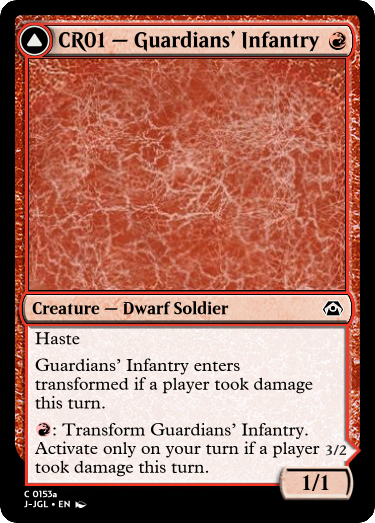 CR01 — Guardians' Infantry
Creature — Dwarf Soldier
Haste
Guardians' Infantry enters
transformed if a player took damage
this turn.
: Transform Guardians' Infantry.
Activate only on your turn if a player 3/2
took damage this turn.
1/1
C 0153a
J-JGL • EN